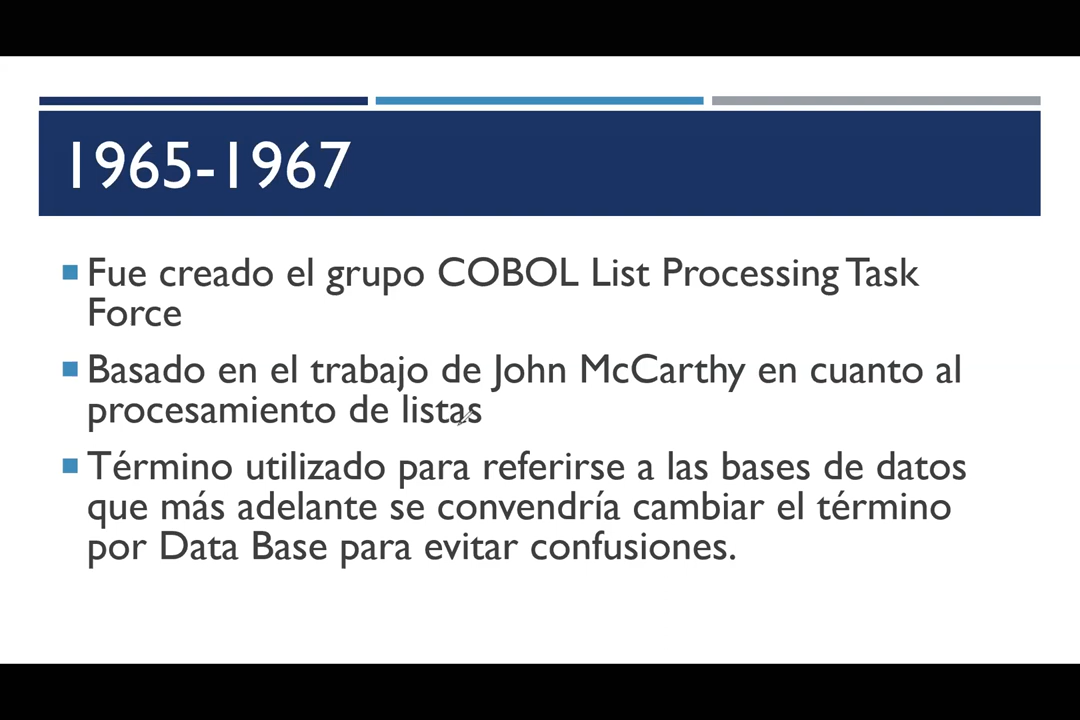 1965-1967
Fue creado el grupo COBOL List Processing Task
Force
Basado en el trabajo de John McCarthy en cuanto al
procesamiento de listas
Término utilizado para referirse a las bases de datos
que más adelante se convendría cambiar el término
por Data Base para evitar confusiones.